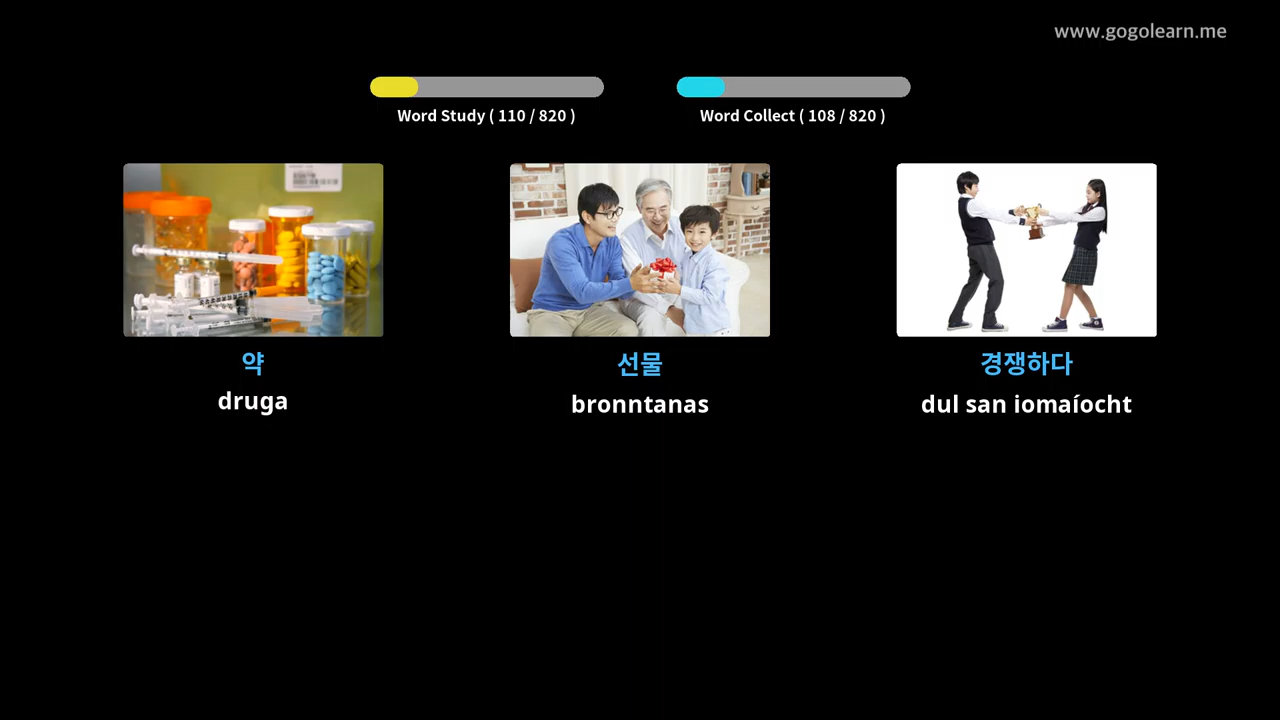 www.gogolearn.me
Word Study ( 110 / 820 )
Word Collect ( 108 / 820 )
약
선물
경쟁하다
druga
bronntanas
dul san iomaíocht